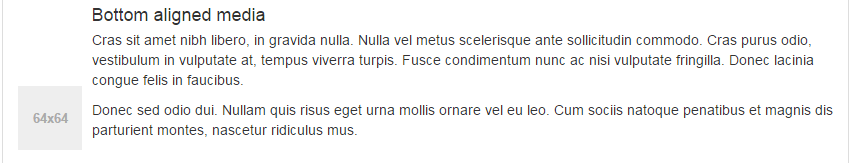 Bottom aligned media
Cras sit amet nibh libero, in gravida nulla. Nulla vel metus scelerisque ante sollicitudin commodo. Cras purus odio,
vestibulum in vulputate at, tempus viverra turpis. Fusce condimentum nunc ac nisi vulputate fringilla. Donec lacinia
congue felis in faucibus.
64x64
Donec sed odio dui. Nullam quis risus eget urna mollis ornare vel eu leo. Cum sociis natoque penatibus et magnis dis
parturient montes, nascetur ridiculus mus.